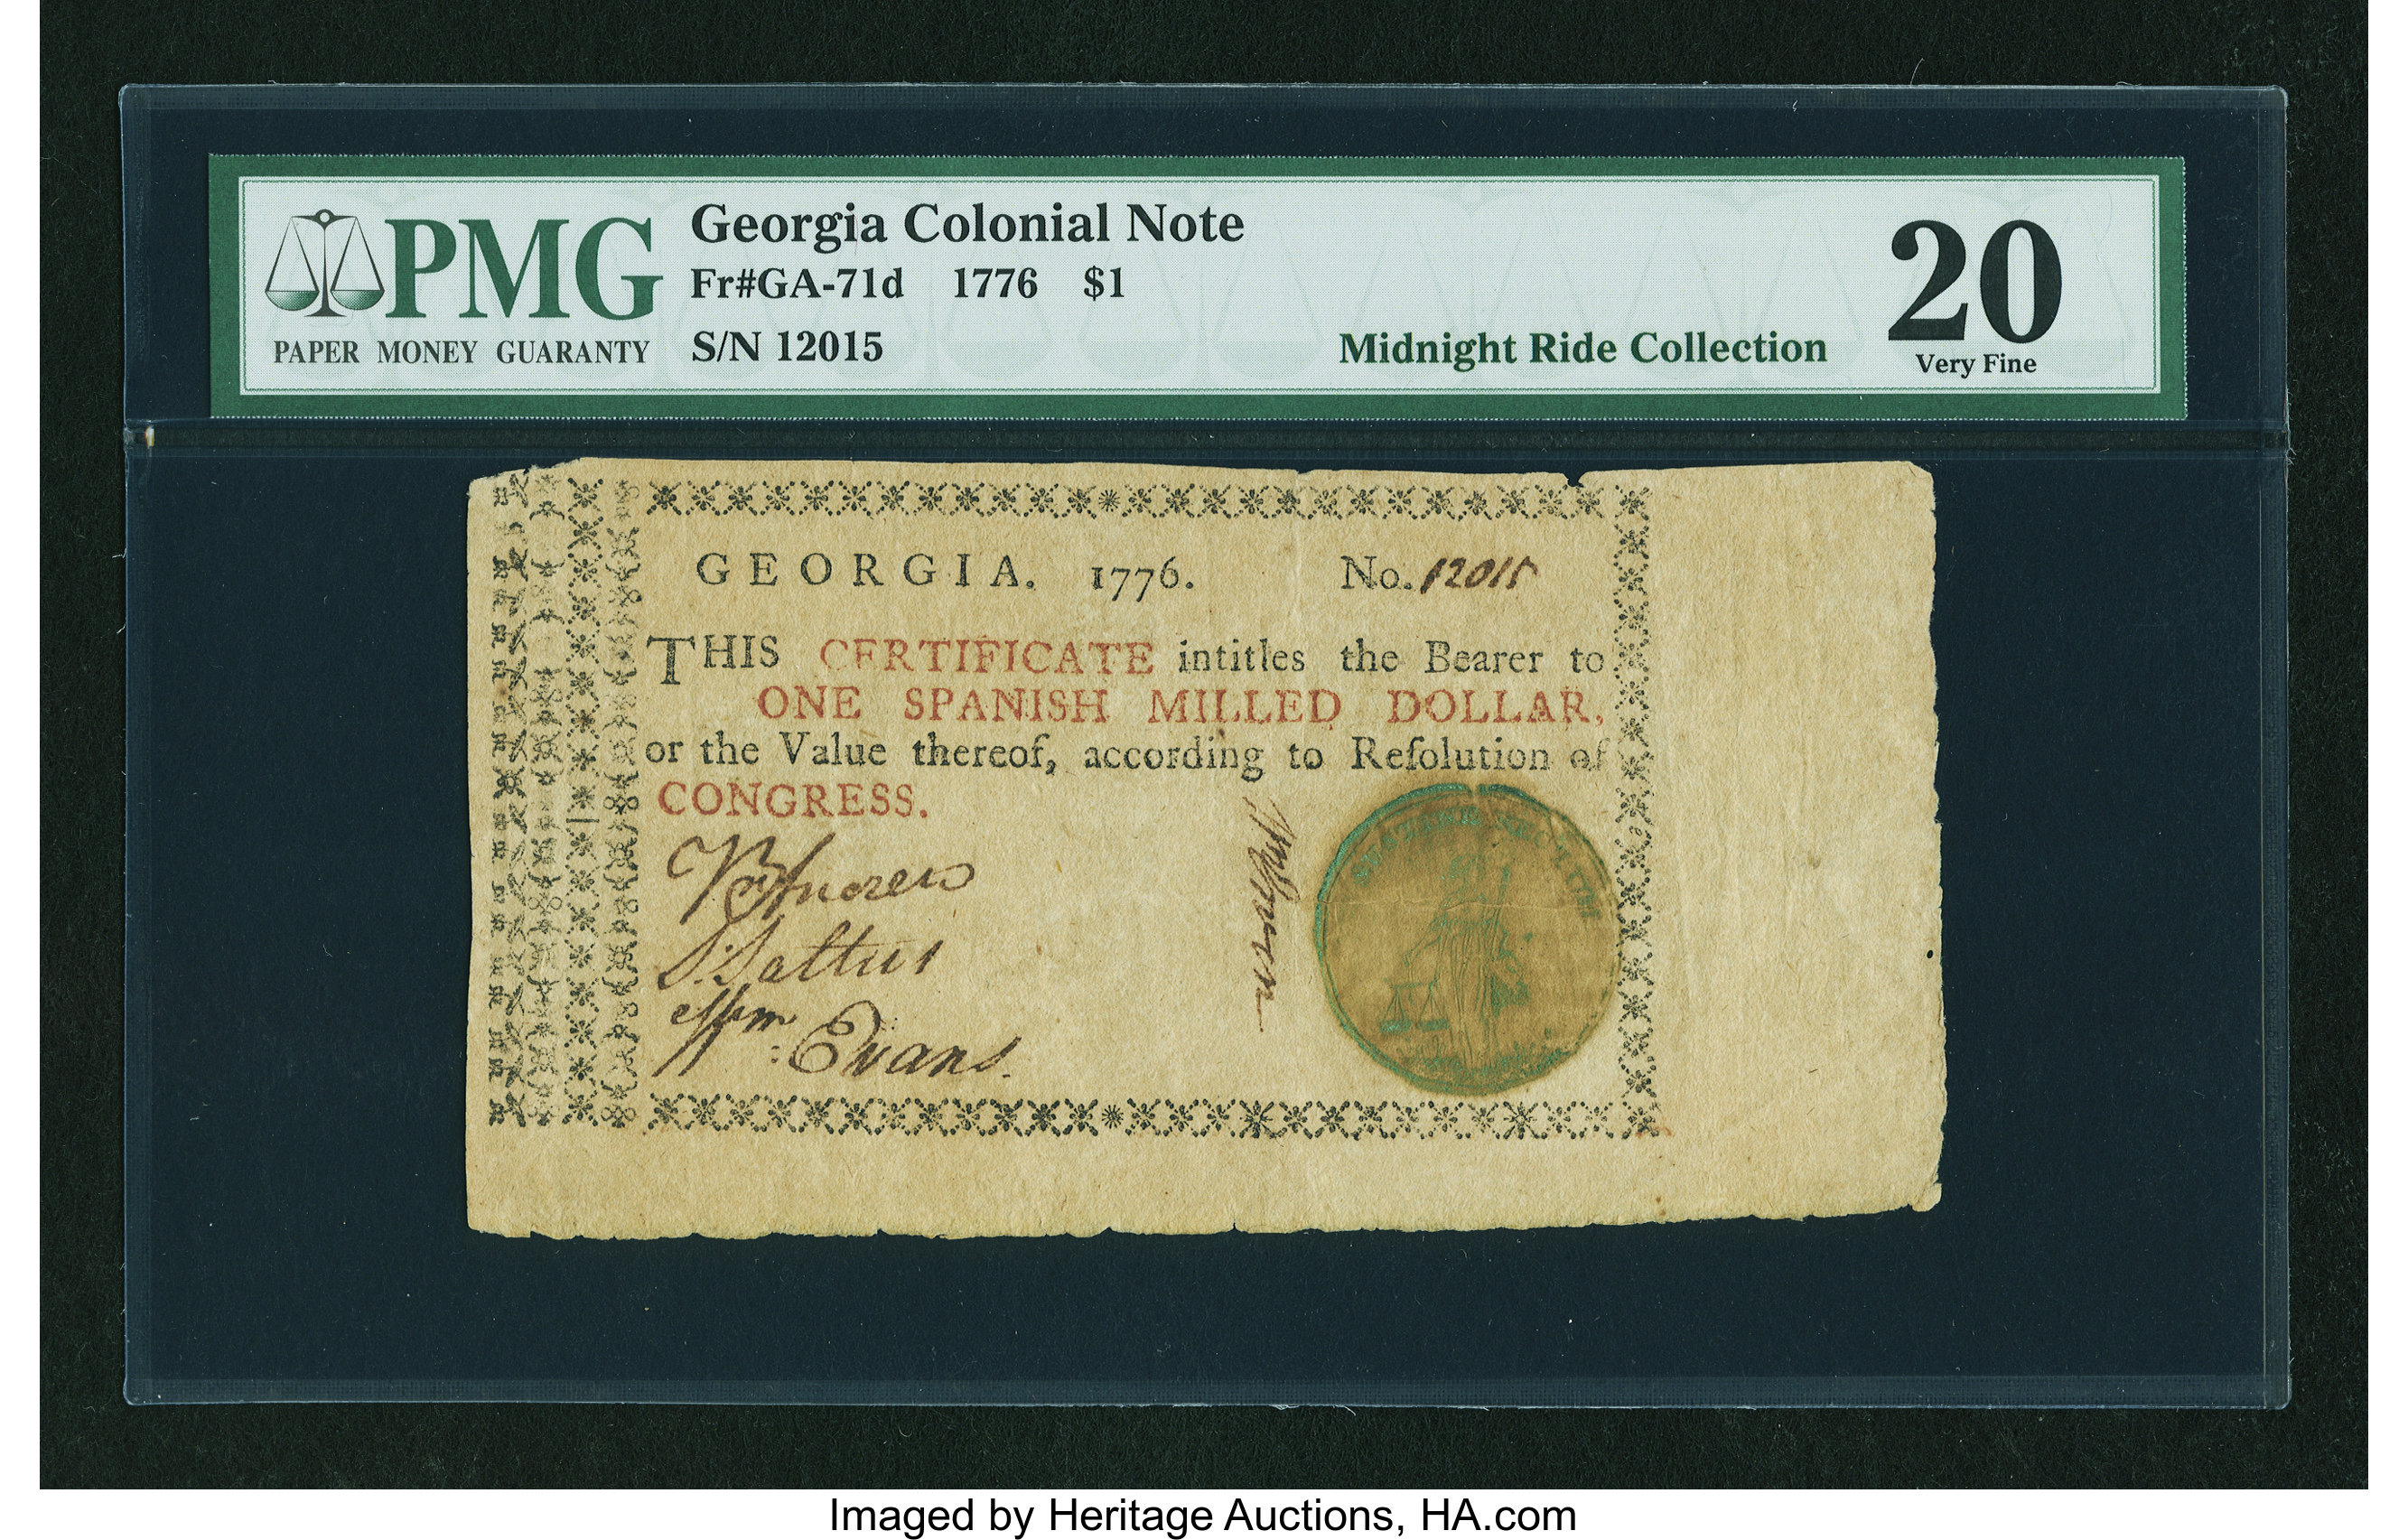 PMG
PAPER MONEY GUARANTY
Georgia Colonial Note
Fr#GA-71d 1776 $1
S/N 12015
Midnight Ride Collection
20
Very Fine
GEORGIA. 1776. No. 12015
THIS CERTIFICATE intitles the Bearer to
ONE SPANISH MILLED DOLLAR,
or the Value thereof, according to Reſolution of
CONGRESS.
S. Saltus
Wm: Evans.
Imaged by Heritage Auctions, HA.com